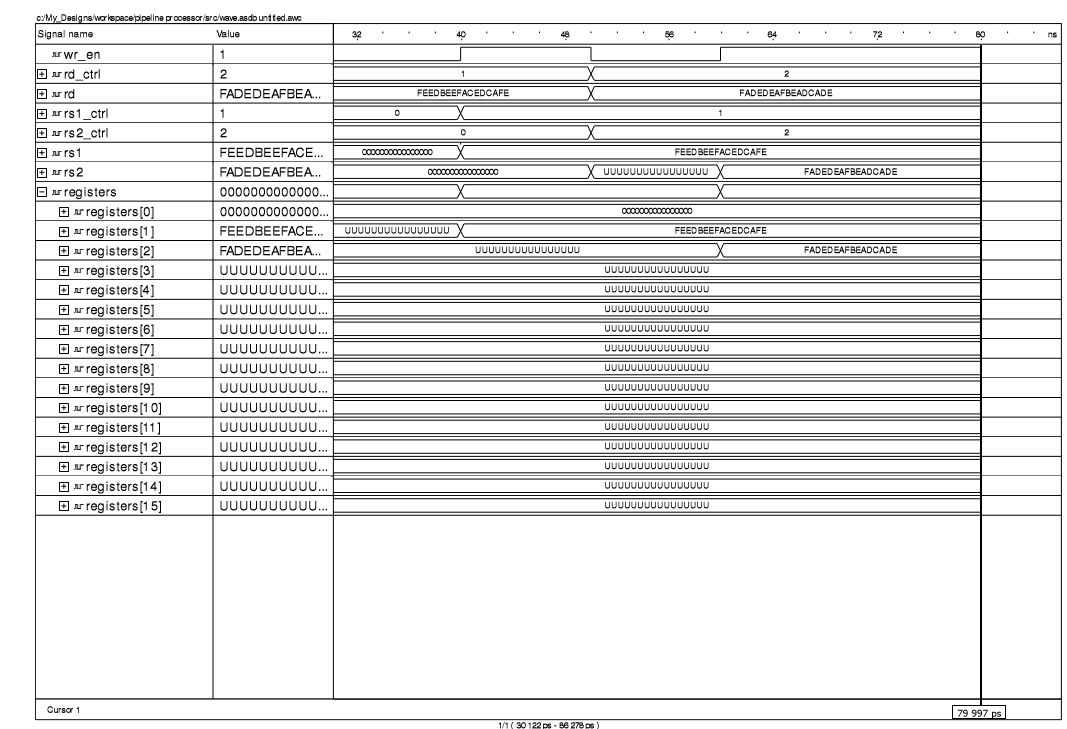 c:/My_Designs/workspace/pipeline processor/src/wave.asdb untitled.awc
Signal name Value 32 40 48 56 64 72 80 ns
wr_en 1
rd_ctrl 2 1 2
rd FADEDEAFBEA... FEEDBEEFACEDCAFE FADEDEAFBEADCADE
rs1_ctrl 1 0 1
rs2_ctrl 2 0 2
rs1 FEEDBEEFACE... 0000000000000000 FEEDBEEFACEDCAFE
rs2 FADEDEAFBEA... 0000000000000000 UUUUUUUUUUUUUUUU FADEDEAFBEADCADE
registers 0000000000000...
registers[0] 0000000000000... 0000000000000000
registers[1] FEEDBEEFACE... UUUUUUUUUUUUUUUU FEEDBEEFACEDCAFE
registers[2] FADEDEAFBEA... UUUUUUUUUUUUUUUU FADEDEAFBEADCADE
registers[3] UUUUUUUUUU... UUUUUUUUUUUUUUUU
registers[4] UUUUUUUUUU... UUUUUUUUUUUUUUUU
registers[5] UUUUUUUUUU... UUUUUUUUUUUUUUUU
registers[6] UUUUUUUUUU... UUUUUUUUUUUUUUUU
registers[7] UUUUUUUUUU... UUUUUUUUUUUUUUUU
registers[8] UUUUUUUUUU... UUUUUUUUUUUUUUUU
registers[9] UUUUUUUUUU... UUUUUUUUUUUUUUUU
registers[10] UUUUUUUUUU... UUUUUUUUUUUUUUUU
registers[11] UUUUUUUUUU... UUUUUUUUUUUUUUUU
registers[12] UUUUUUUUUU... UUUUUUUUUUUUUUUU
registers[13] UUUUUUUUUU... UUUUUUUUUUUUUUUU
registers[14] UUUUUUUUUU... UUUUUUUUUUUUUUUU
registers[15] UUUUUUUUUU... UUUUUUUUUUUUUUUU
Cursor 1 79 997 ps
1/1 ( 30 122 ps - 86 278 ps )